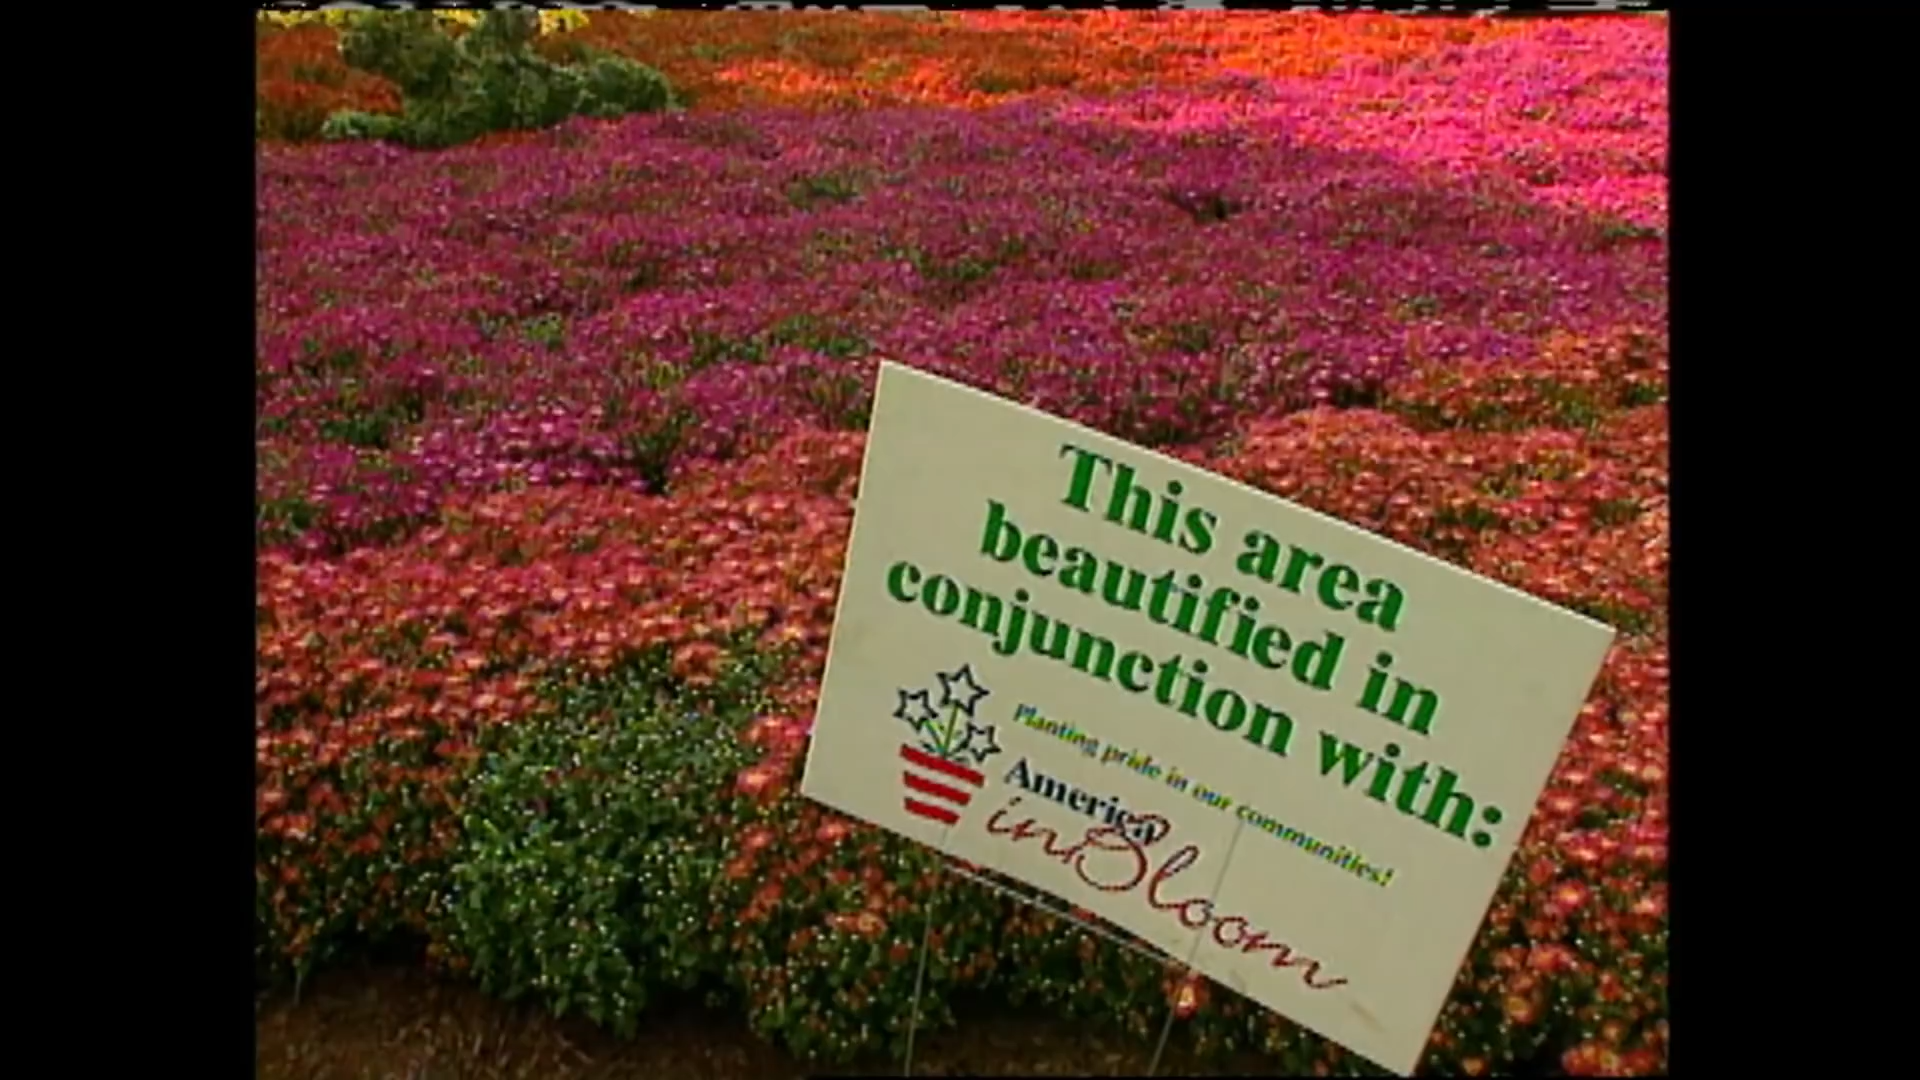 This area
beautified in
conjunction with:
Planting pride in our communities!
America
in Bloom